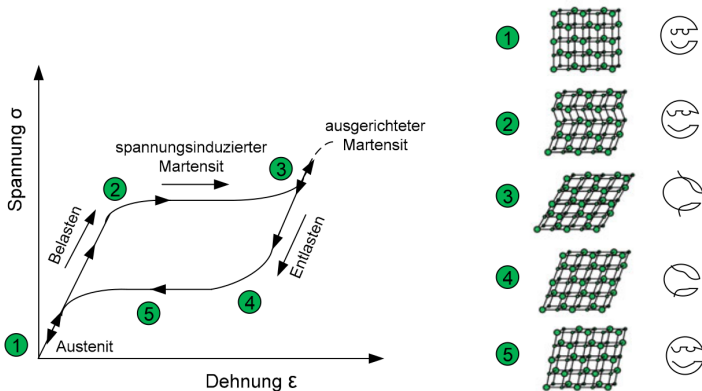 Spannung σ
Dehnung ε
Belasten
Entlasten
spannungsinduzierter
Martensit
ausgerichteter
Martensit
Austenit
1
2
3
4
5
1
2
3
4
5